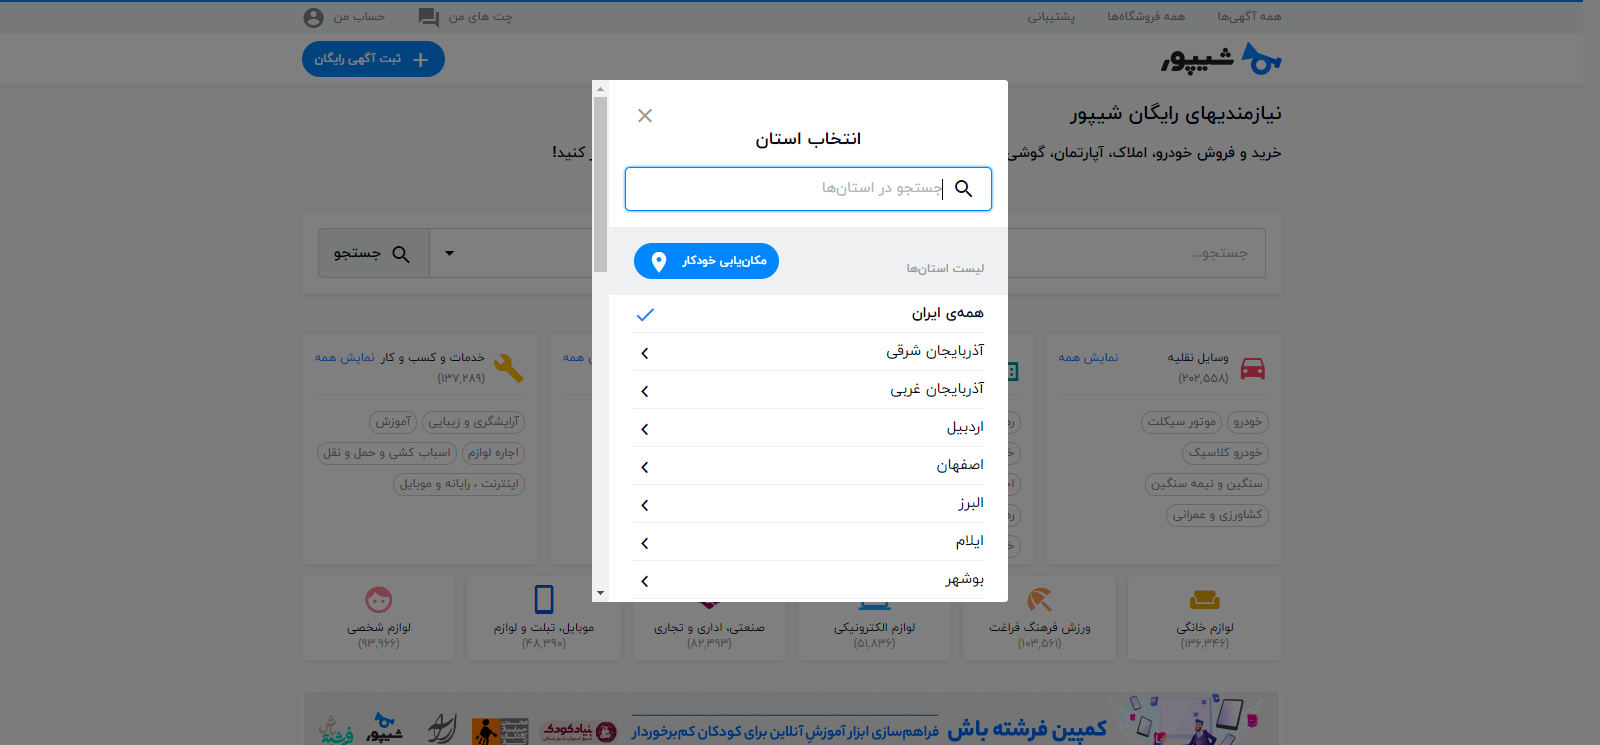 همه آگهی‌ها
همه فروشگاه‌ها
پشتیبانی
چت های من
حساب من
شیپور
ثبت آگهی رایگان
نیازمندیهای رایگان شیپور
خرید و فروش خودرو، املاک، آپارتمان، گوشی
کنید!
انتخاب استان
جستجو در استان‌ها
جستجو...
جستجو
لیست استان‌ها
مکان‌یابی خودکار
همه‌ی ایران
آذربایجان شرقی
آذربایجان غربی
اردبیل
اصفهان
البرز
ایلام
بوشهر
وسایل نقلیه
نمایش همه
(۲۰۲,۵۵۸)
خودرو
موتور سیکلت
خودرو کلاسیک
سنگین و نیمه سنگین
کشاورزی و عمرانی
همه
خدمات و کسب و کار
نمایش همه
(۱۳۷,۲۸۹)
آرایشگری و زیبایی
آموزش
اجاره لوازم
اسباب کشی و حمل و نقل
اینترنت ، رایانه و موبایل
لوازم خانگی
(۱۳۶,۳۴۶)
ورزش فرهنگ فراغت
(۱۰۳,۵۶۱)
لوازم الکترونیکی
(۵۱,۸۳۶)
صنعتی، اداری و تجاری
(۸۲,۳۹۳)
موبایل، تبلت و لوازم
(۴۸,۳۹۰)
لوازم شخصی
(۹۳,۹۶۶)
کمپین فرشته باش
فراهم‌سازی ابزار آموزش آنلاین برای کودکان کم‌برخوردار
بنیاد کودک
شیپور
فرشته باش